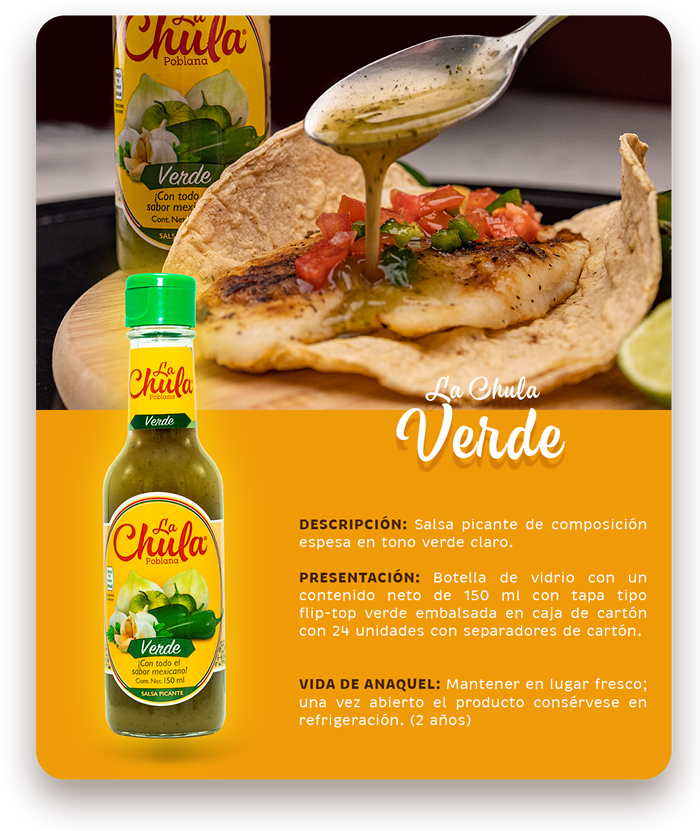 La
Chula®
Poblana
Verde
¡Con todo
sabor mexi
Cont. Net
SALS
La Chula
Verde
La
Chula
Poblana
Verde
La
Chula®
Poblana
Verde
¡Con todo el
sabor mexicano!
Cont. Net. 150 ml
SALSA PICANTE
DESCRIPCIÓN: Salsa picante de composición
espesa en tono verde claro.
PRESENTACIÓN: Botella de vidrio con un
contenido neto de 150 ml con tapa tipo
flip-top verde embalsada en caja de cartón
con 24 unidades con separadores de cartón.
VIDA DE ANAQUEL: Mantener en lugar fresco;
una vez abierto el producto consérvese en
refrigeración. (2 años)